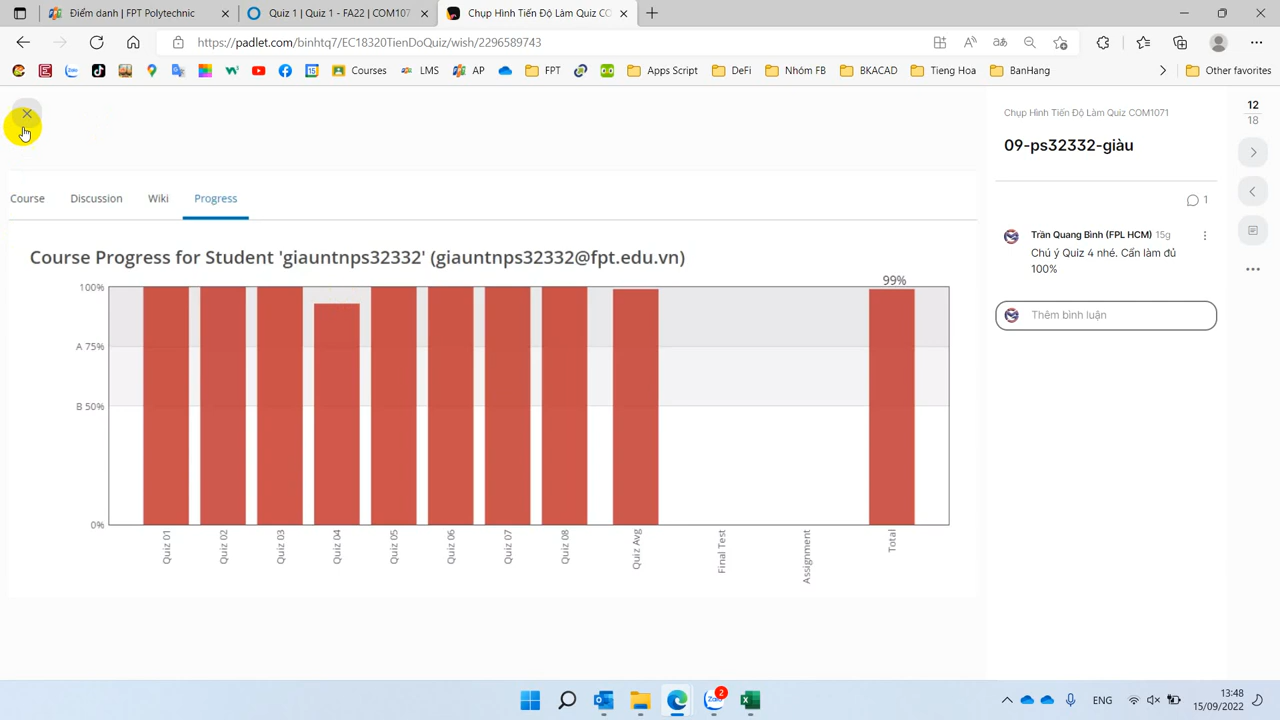 Điểm danh | FPT Polytechnic
Quiz 1 | Quiz 1 - FA22 | COM107
Chụp Hình Tiến Độ Làm Quiz CO
https://padlet.com/binhtq7/EC18320TienDoQuiz/wish/2296589743
Courses
LMS
AP
FPT
Apps Script
DeFi
Nhóm FB
BKACAD
Tieng Hoa
BanHang
Other favorites
Course
Discussion
Wiki
Progress
Course Progress for Student 'giauntnps32332' (giauntnps32332@fpt.edu.vn)
100%
A 75%
B 50%
0%
99%
Quiz 01
Quiz 02
Quiz 03
Quiz 04
Quiz 05
Quiz 06
Quiz 07
Quiz 08
Quiz Avg
Final Test
Assignment
Total
Chụp Hình Tiến Độ Làm Quiz COM1071
09-ps32332-giàu
1
Trần Quang Bình (FPL HCM) 15g
Chú ý Quiz 4 nhé. Cần làm đủ
100%
Thêm bình luận
12
18
2
ENG
13:48
15/09/2022